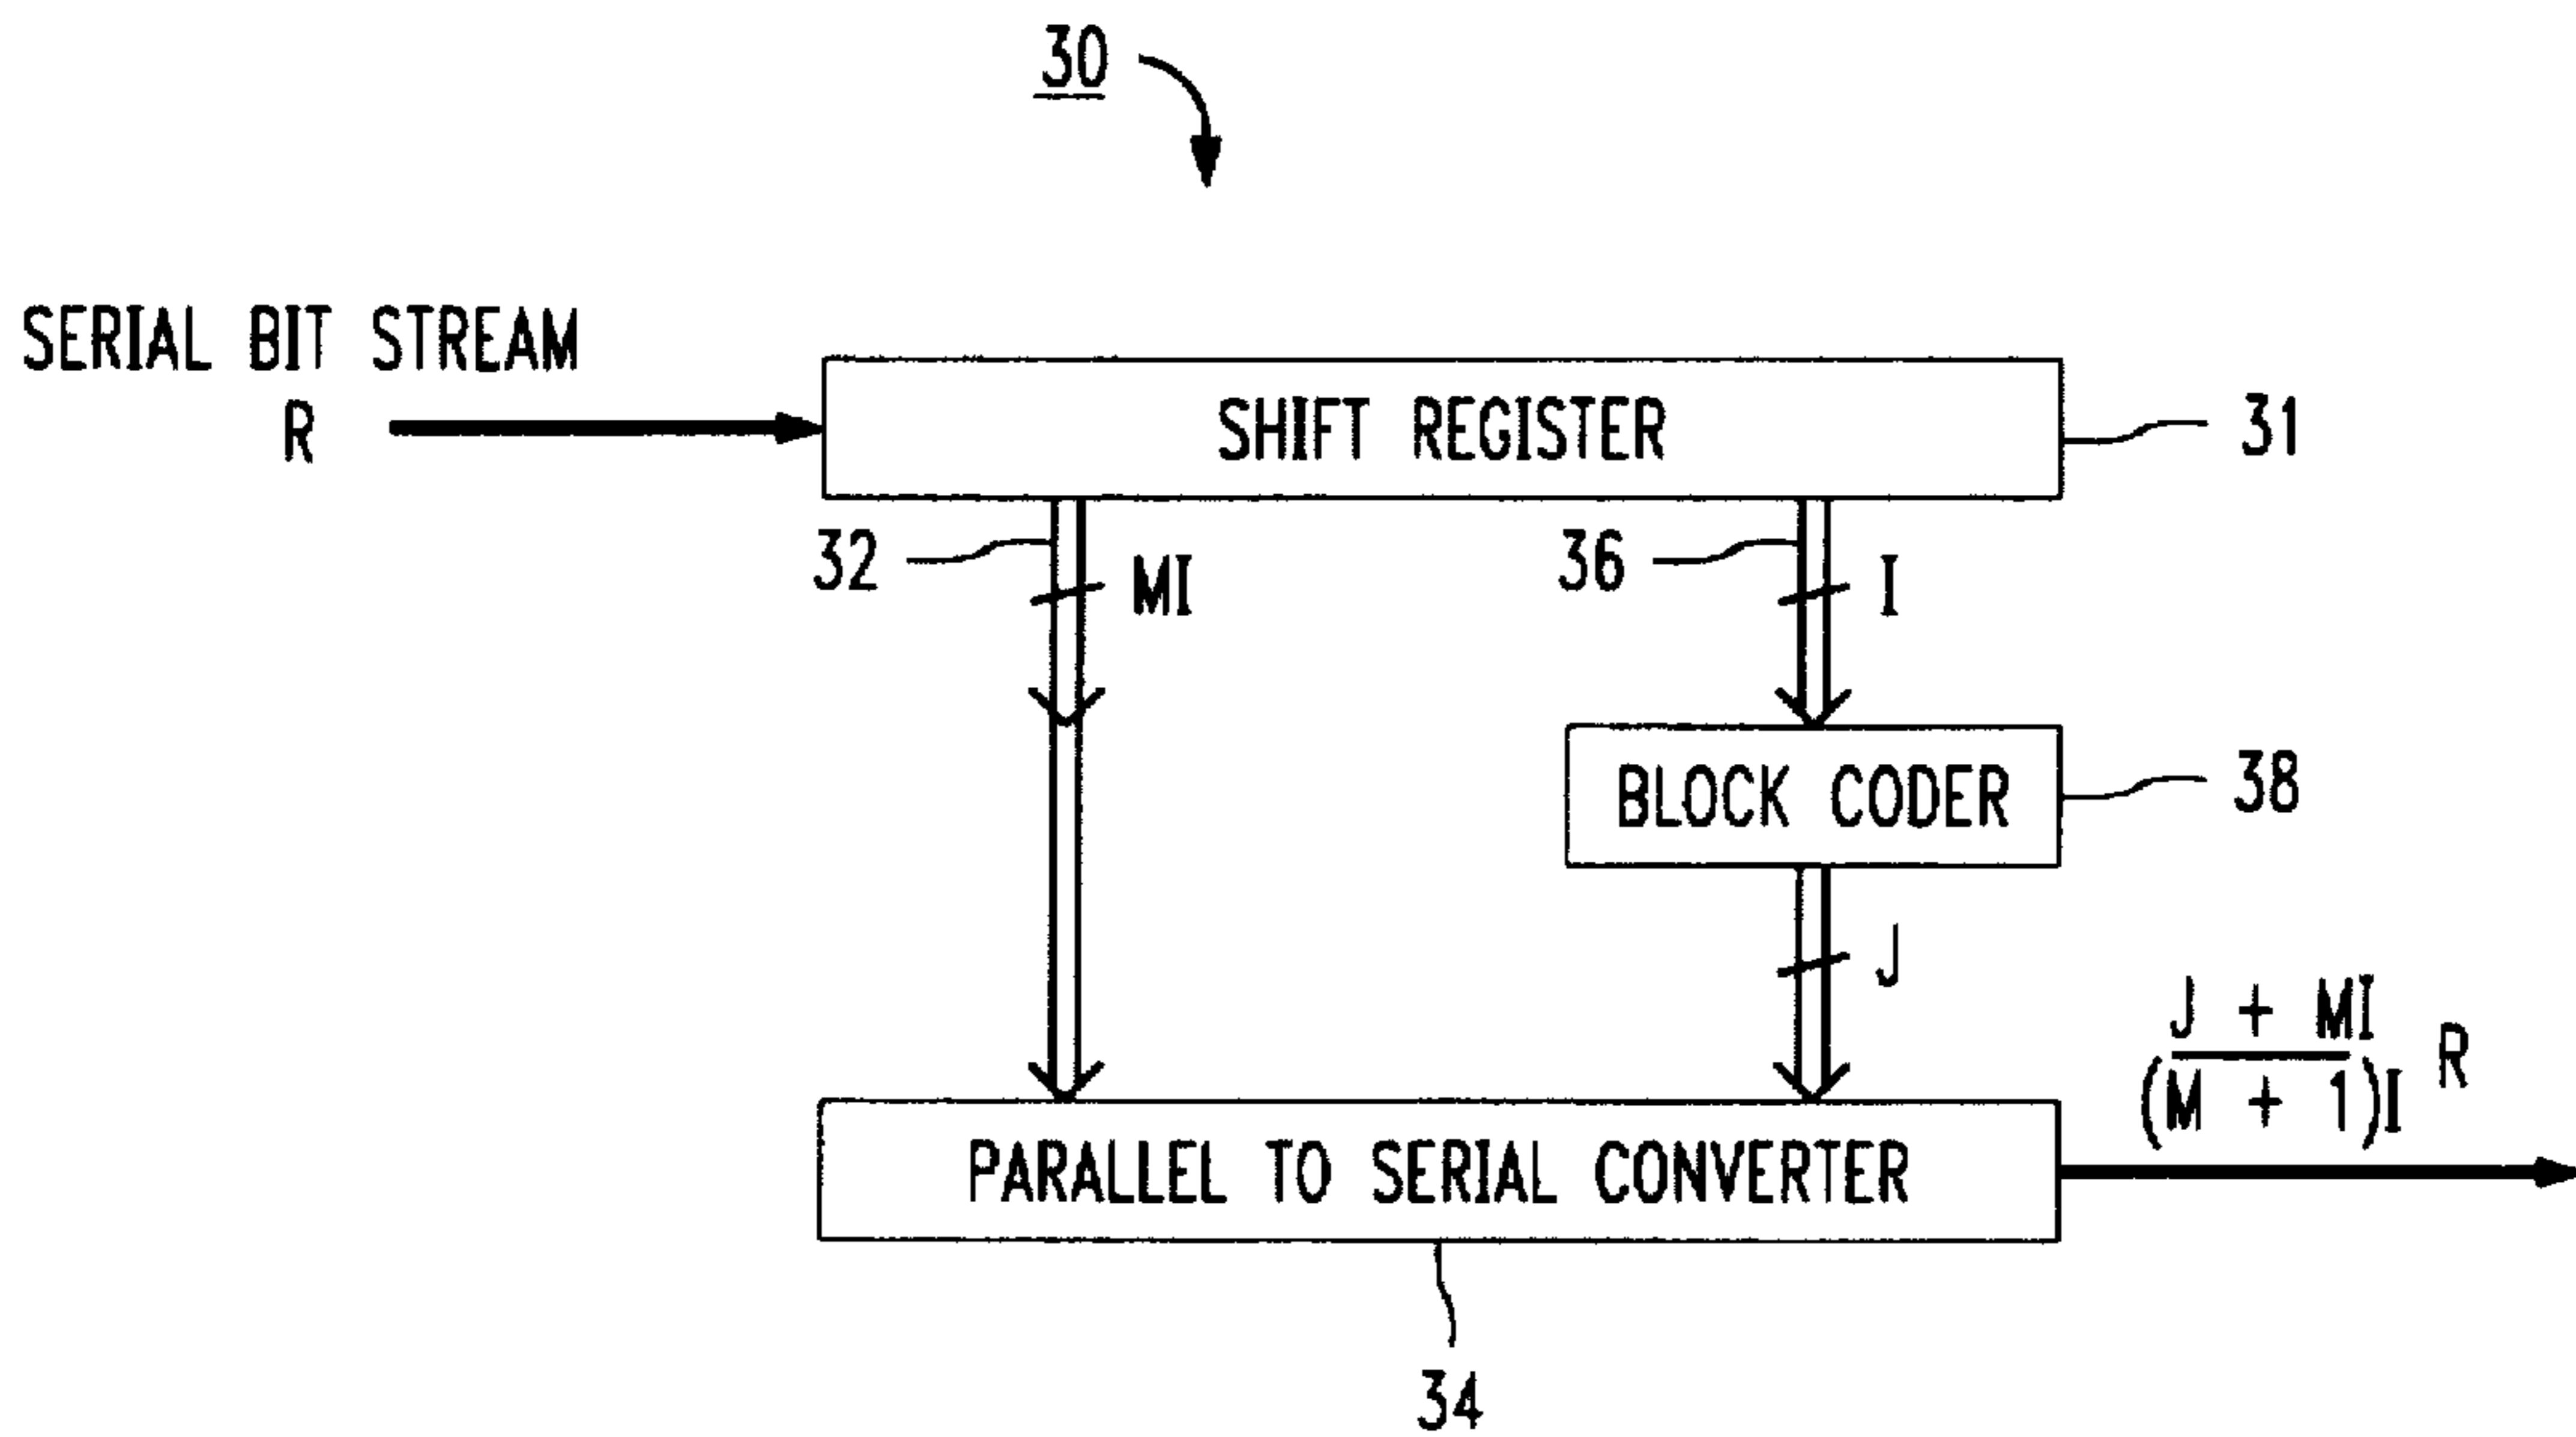 30
SERIAL BIT STREAM
R
SHIFT REGISTER
31
32
MI
36
I
BLOCK CODER
38
J
J + MI
(M + 1)I
R
PARALLEL TO SERIAL CONVERTER
34